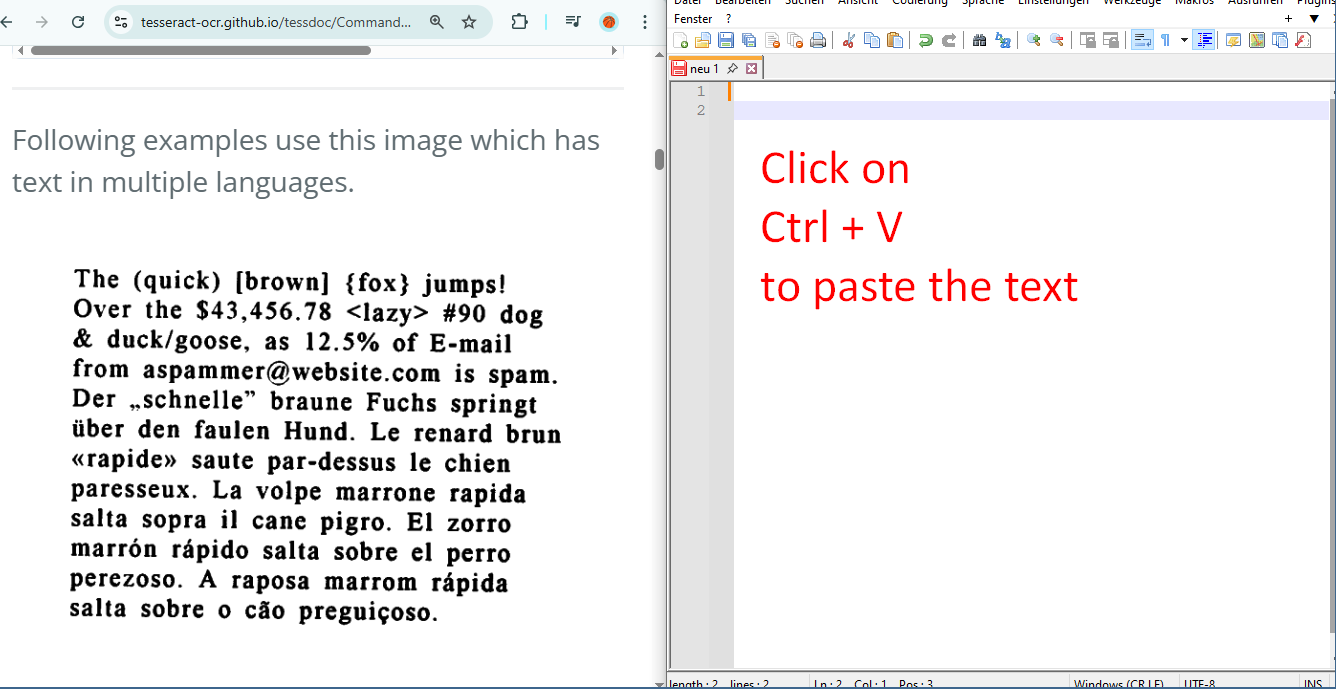 tesseract-ocr.github.io/tessdoc/Command...
Following examples use this image which has
text in multiple languages.
The (quick) [brown] {fox} jumps!
Over the $43,456.78 <lazy> #90 dog
& duck/goose, as 12.5% of E-mail
from aspammer@website.com is spam.
Der „schnelle” braune Fuchs springt
über den faulen Hund. Le renard brun
«rapide» saute par-dessus le chien
paresseux. La volpe marrone rapida
salta sopra il cane pigro. El zorro
marrón rápido salta sobre el perro
perezoso. A raposa marrom rápida
salta sobre o cão preguiçoso.
Datei Bearbeiten Suchen Ansicht Codierung Sprache Einstellungen Werkzeuge Makros Ausführen Plugins
Fenster ?
neu 1
1
2
Click on
Ctrl + V
to paste the text
length : 2 lines : 2 Ln : 2 Col : 1 Pos : 3 Windows (CR LF) UTF-8 INS